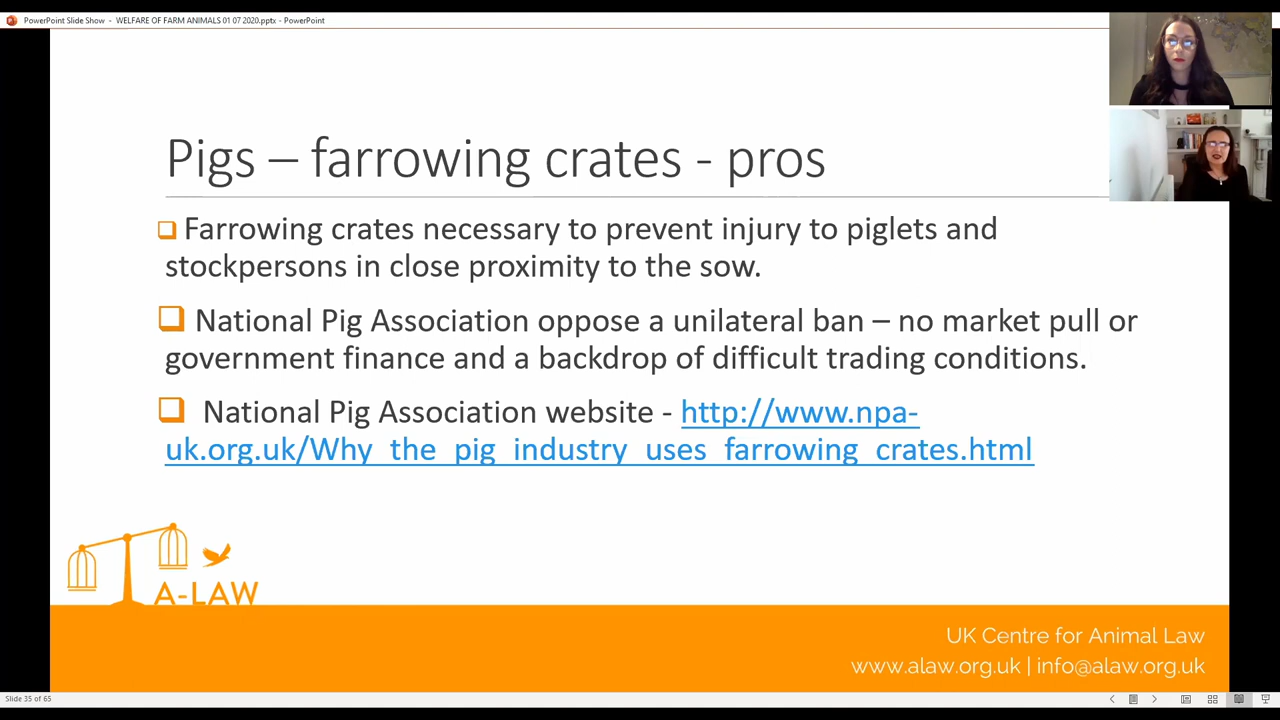 PowerPoint Slide Show - WELFARE OF FARM ANIMALS 01 07 2020.pptx - PowerPoint
Pigs – farrowing crates - pros
❑ Farrowing crates necessary to prevent injury to piglets and
stockpersons in close proximity to the sow.
❑ National Pig Association oppose a unilateral ban – no market pull or
government finance and a backdrop of difficult trading conditions.
❑ National Pig Association website - http://www.npa-
uk.org.uk/Why_the_pig_industry_uses_farrowing_crates.html
A-LAW
UK Centre for Animal Law
www.alaw.org.uk | info@alaw.org.uk
Slide 35 of 65